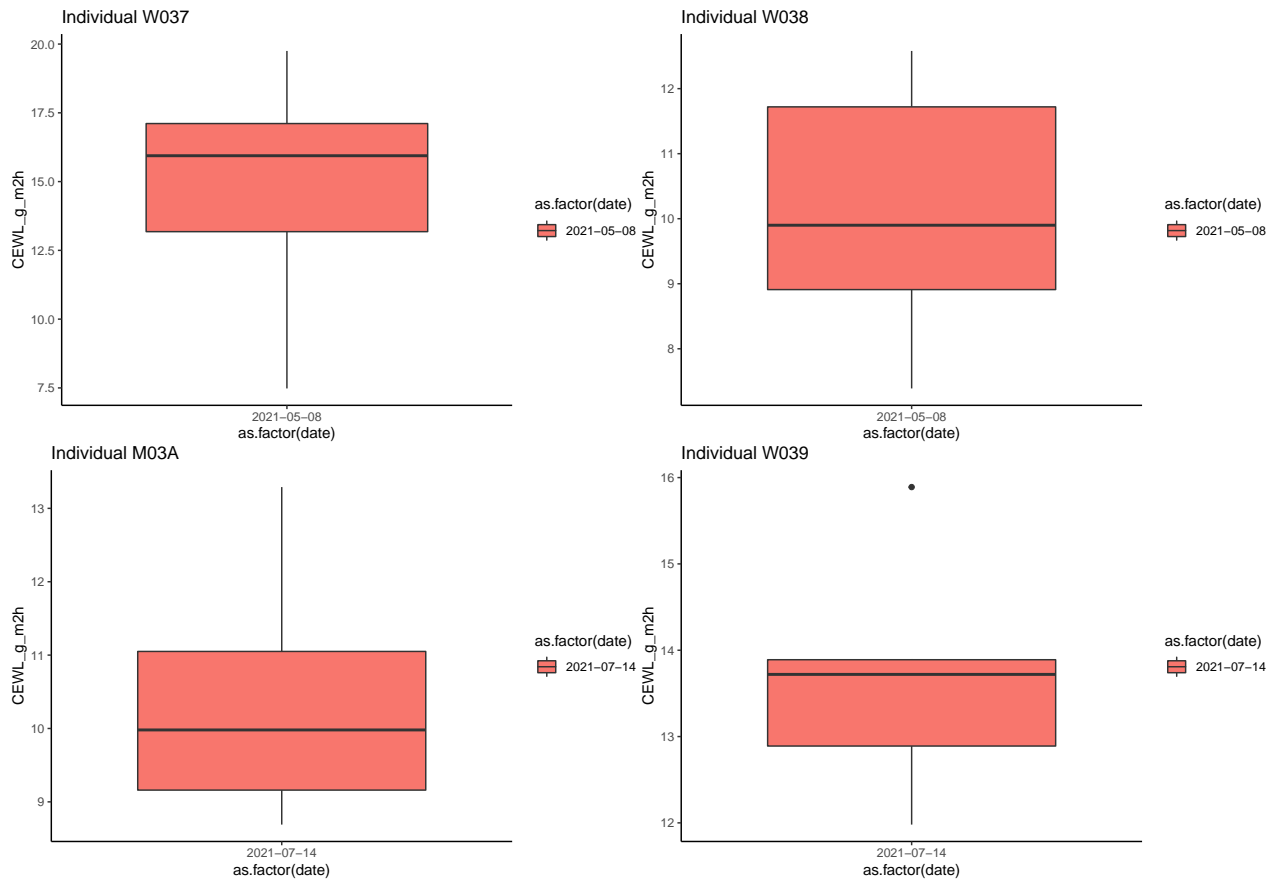 Individual W037
CEWL_g_m2h
20.0
17.5
15.0
12.5
10.0
7.5
2021−05−08
as.factor(date)
as.factor(date)
2021−05−08
Individual W038
CEWL_g_m2h
12
11
10
9
8
2021−05−08
as.factor(date)
as.factor(date)
2021−05−08
Individual M03A
CEWL_g_m2h
13
12
11
10
9
2021−07−14
as.factor(date)
as.factor(date)
2021−07−14
Individual W039
CEWL_g_m2h
16
15
14
13
12
2021−07−14
as.factor(date)
as.factor(date)
2021−07−14